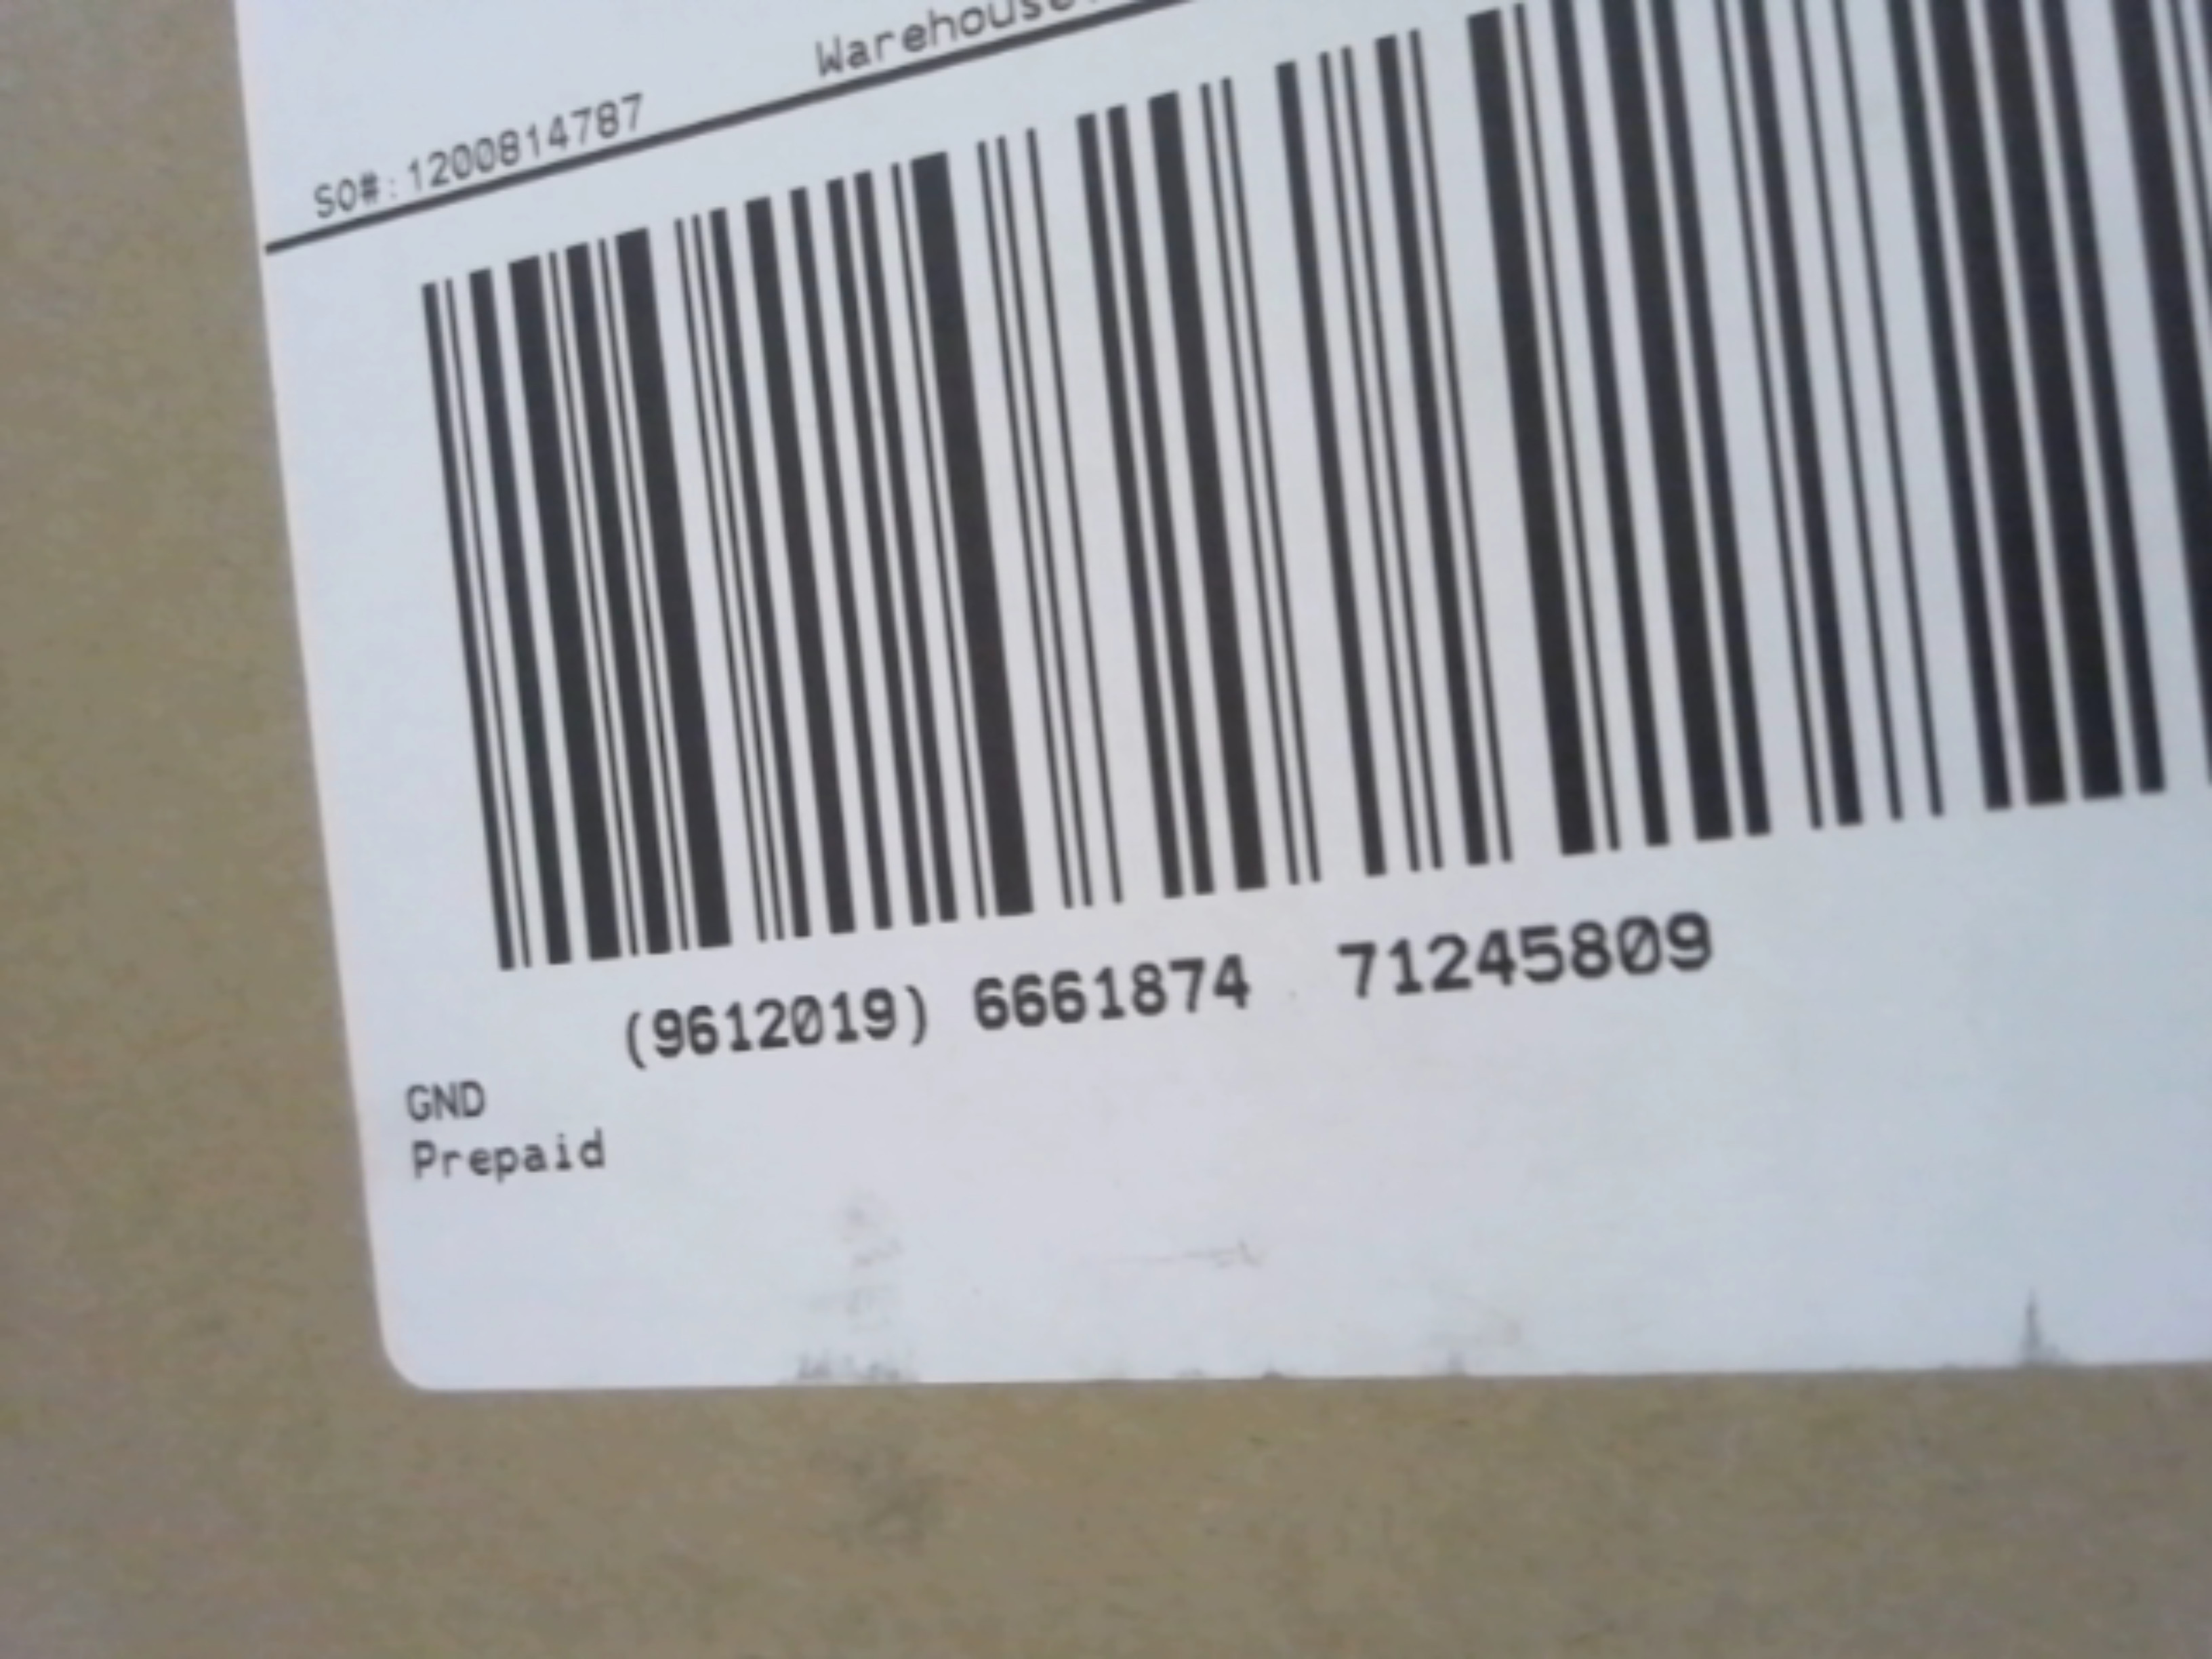 Warehouse
SO#:1200814787
(9612019) 6661874 71245809
GND
Prepaid